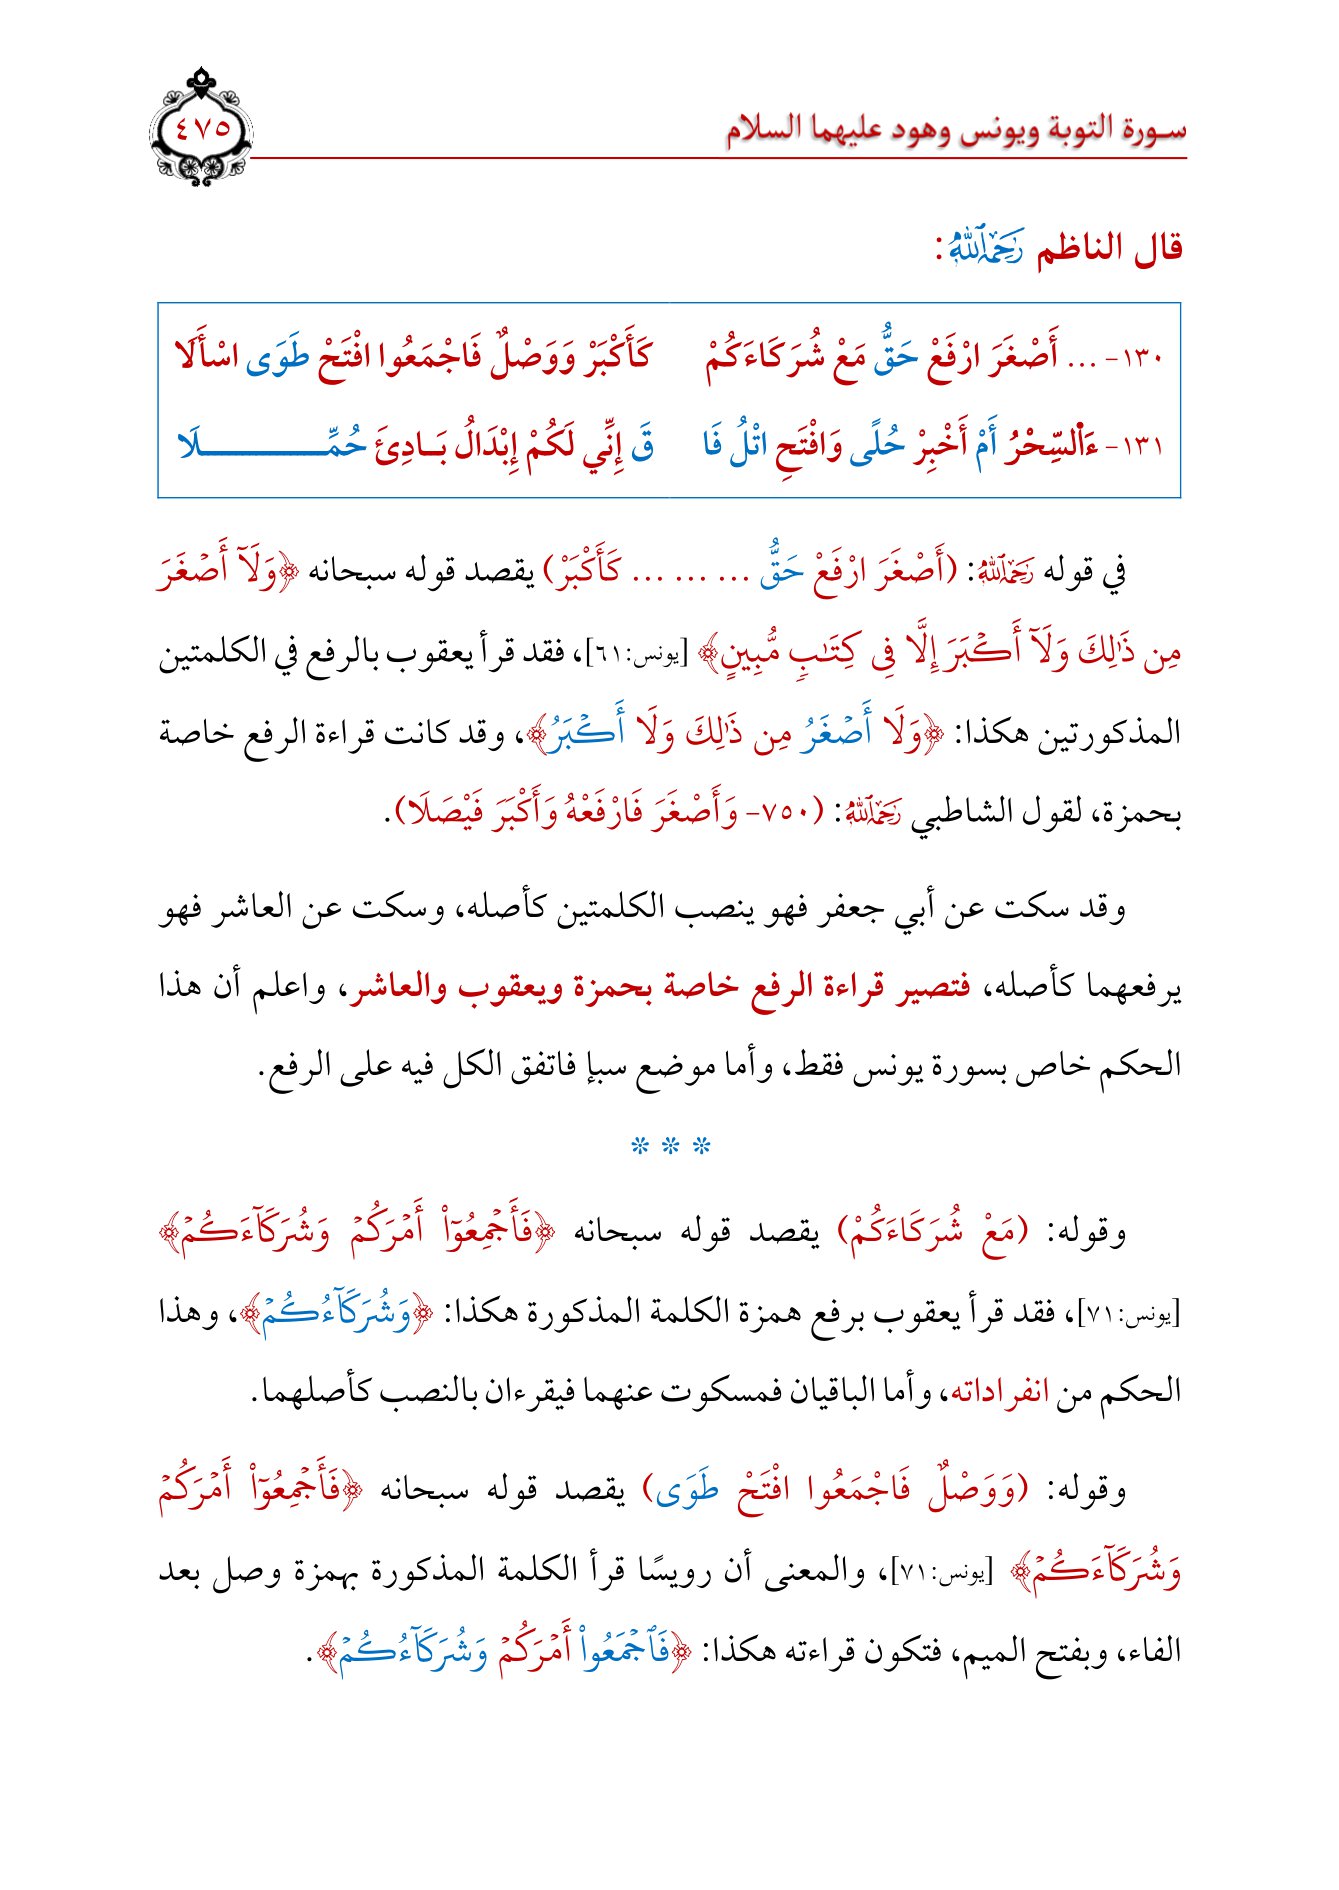 سورة التوبة ويونس وهود عليهما السلام
٤٧٥
قال الناظم رَحِمَهُ ٱللَّهُ:
١٣٠- ... أَصْغَرَ ارْفَعْ حَقٌّ مَعْ شُرَكَاءَكُمْ كَأَكْبَرْ وَوَصْلٌ فَاجْمَعُوا افْتَحْ طَوَى اسْأَلَا
١٣١- ءَالْسِّحْرُ أَمْ أَخْبِرْ حُلًى وَافْتَحِ اتْلُ فَا قَ إِنِّي لَكُمْ إِبْدَالُ بَـادِئَ حُمِّـــــــلَا
في قوله رَحِمَهُ ٱللَّهُ: (أَصْغَرَ ارْفَعْ حَقٌّ ... ... ... كَأَكْبَرْ) يقصد قوله سبحانه ﴿وَلَآ أَصۡغَرَ
مِن ذَٰلِكَ وَلَآ أَكۡبَرَ إِلَّا فِى كِتَٰبٖ مُّبِينٍ﴾ [يونس:٦١]، فقد قرأ يعقوب بالرفع في الكلمتين
المذكورتين هكذا: ﴿وَلَا أَصۡغَرُ مِن ذَٰلِكَ وَلَا أَكۡبَرُ﴾، وقد كانت قراءة الرفع خاصة
بحمزة، لقول الشاطبي رَحِمَهُ ٱللَّهُ: (٧٥٠- وَأَصْغَرَ فَارْفَعْهُ وَأَكْبَرَ فَيْصَلَا).
وقد سكت عن أبي جعفر فهو ينصب الكلمتين كأصله، وسكت عن العاشر فهو
يرفعهما كأصله، فتصير قراءة الرفع خاصة بحمزة ويعقوب والعاشر، واعلم أن هذا
الحكم خاص بسورة يونس فقط، وأما موضع سبإ فاتفق الكل فيه على الرفع.
* * *
وقوله: (مَعْ شُرَكَاءَكُمْ) يقصد قوله سبحانه ﴿فَأَجۡمِعُوٓاْ أَمۡرَكُمۡ وَشُرَكَآءَكُمۡ﴾
[يونس:٧١]، فقد قرأ يعقوب برفع همزة الكلمة المذكورة هكذا: ﴿وَشُرَكَآءُكُمۡ﴾، وهذا
الحكم من انفراداته، وأما الباقيان فمسكوت عنهما فيقرءان بالنصب كأصلهما.
وقوله: (وَوَصْلٌ فَاجْمَعُوا افْتَحْ طَوَى) يقصد قوله سبحانه ﴿فَأَجۡمِعُوٓاْ أَمۡرَكُمۡ
وَشُرَكَآءَكُمۡ﴾ [يونس:٧١]، والمعنى أن رويسًا قرأ الكلمة المذكورة بهمزة وصل بعد
الفاء، وبفتح الميم، فتكون قراءته هكذا: ﴿فَٱجۡمَعُواْ أَمۡرَكُمۡ وَشُرَكَآءُكُمۡ﴾.